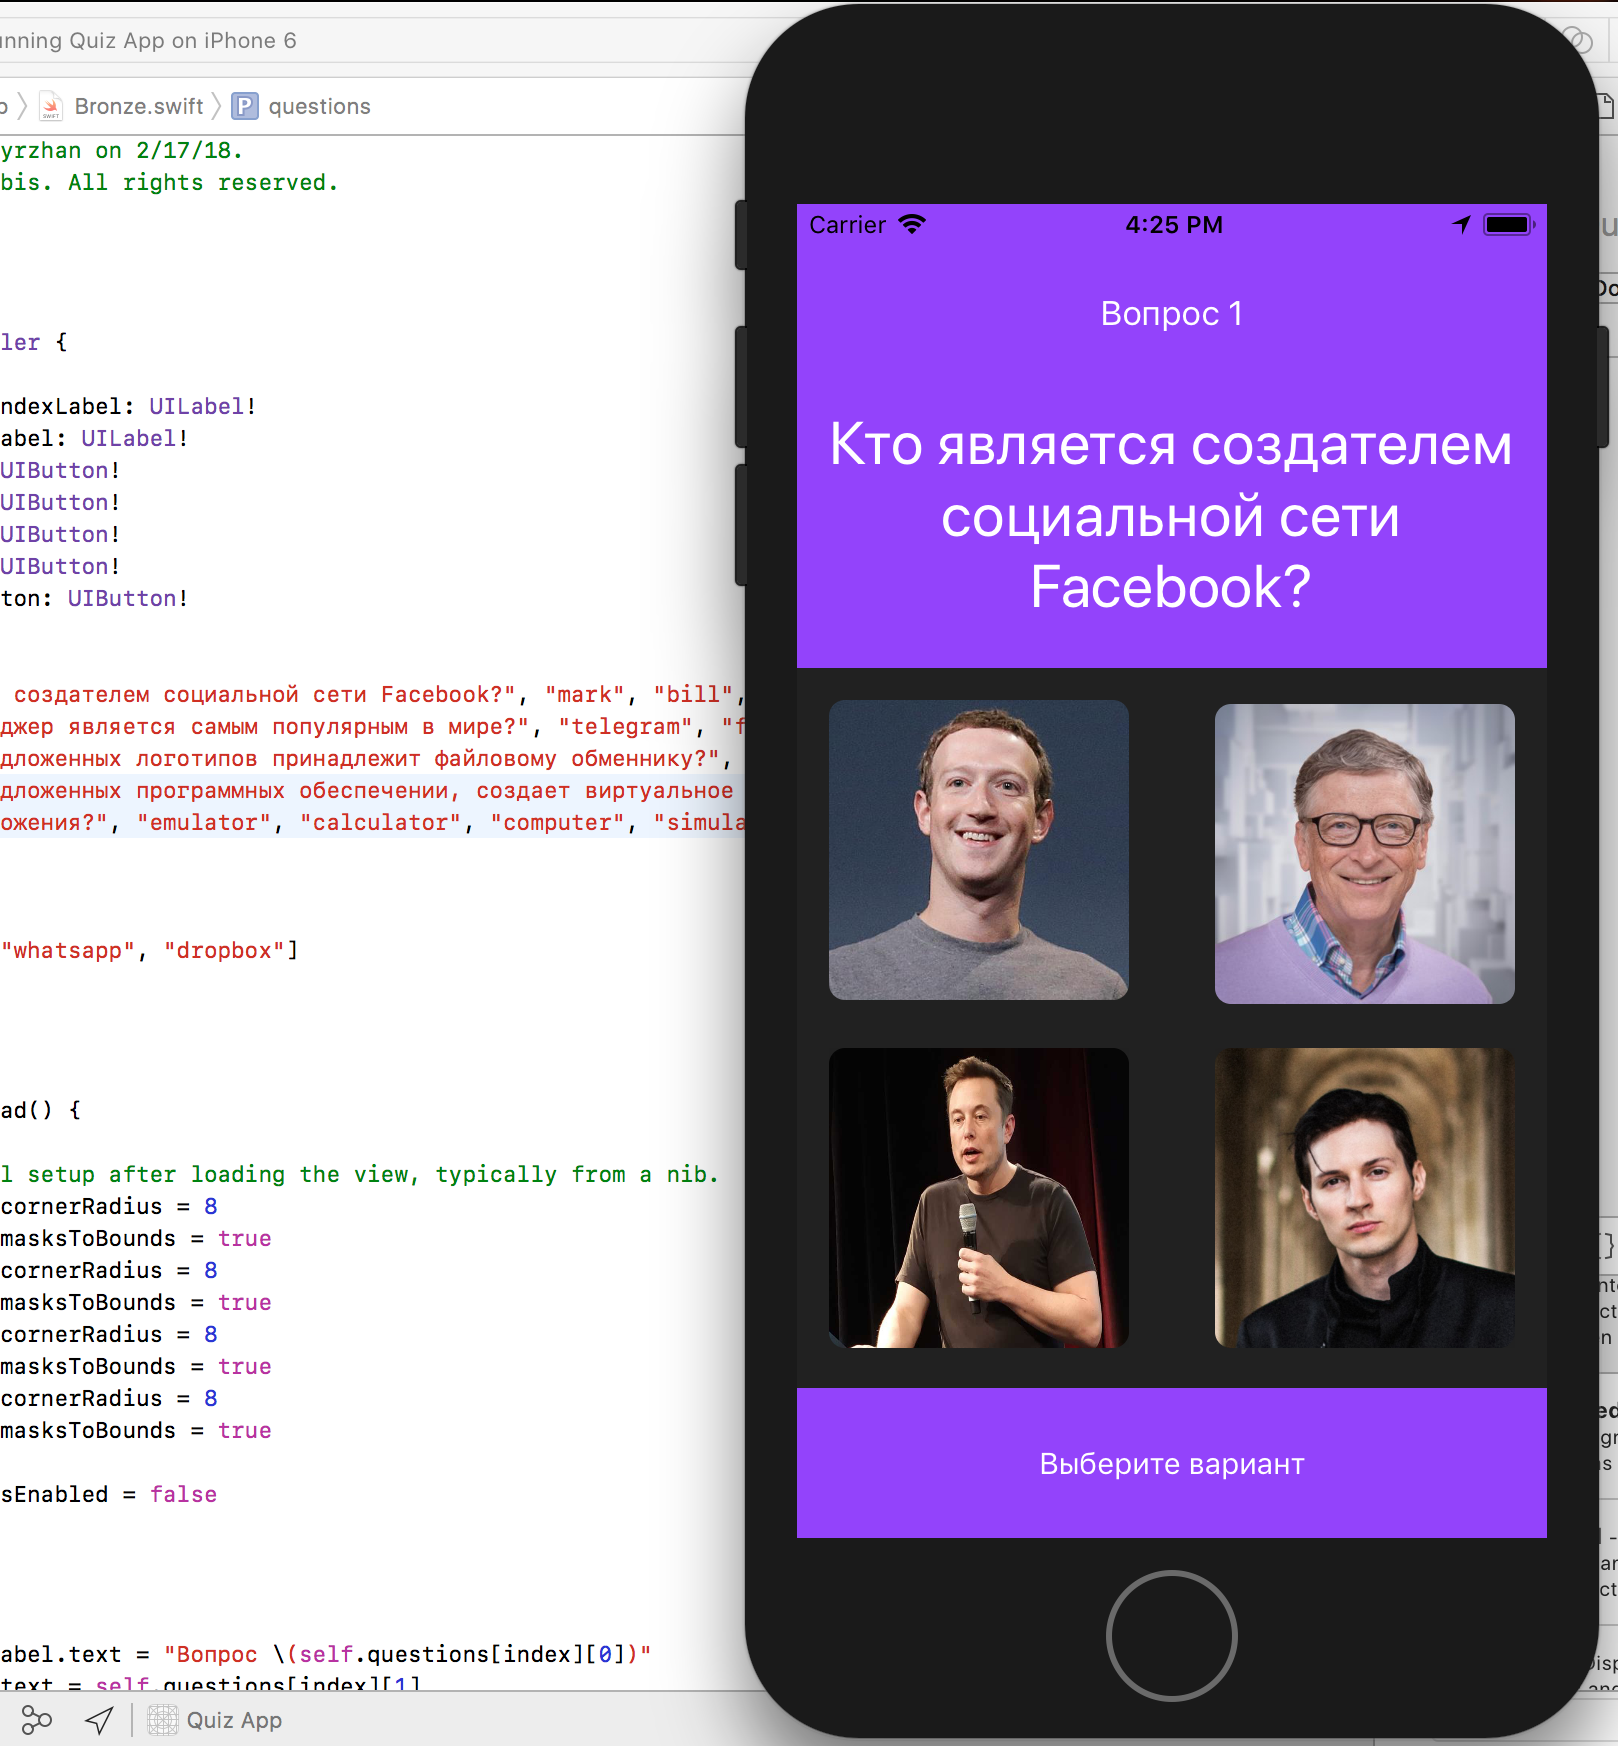 unning Quiz App on iPhone 6
Bronze.swift
questions
yrzhan on 2/17/18.
bis. All rights reserved.
ler {
ndexLabel: UILabel!
abel: UILabel!
UIButton!
UIButton!
UIButton!
UIButton!
ton: UIButton!
создателем социальной сети Facebook?", "mark", "bill",
джер является самым популярным в мире?", "telegram", "f
дложенных логотипов принадлежит файловому обменнику?",
дложенных программных обеспечении, создает виртуальное
ожения?", "emulator", "calculator", "computer", "simula
"whatsapp", "dropbox"]
ad() {
l setup after loading the view, typically from a nib.
cornerRadius = 8
masksToBounds = true
cornerRadius = 8
masksToBounds = true
cornerRadius = 8
masksToBounds = true
cornerRadius = 8
masksToBounds = true
sEnabled = false
abel.text = "Вопрос \(self.questions[index][0])"
text = self.questions[index][1]
Quiz App
Carrier
4:25 PM
Вопрос 1
Кто является создателем
социальной сети
Facebook?
Выберите вариант